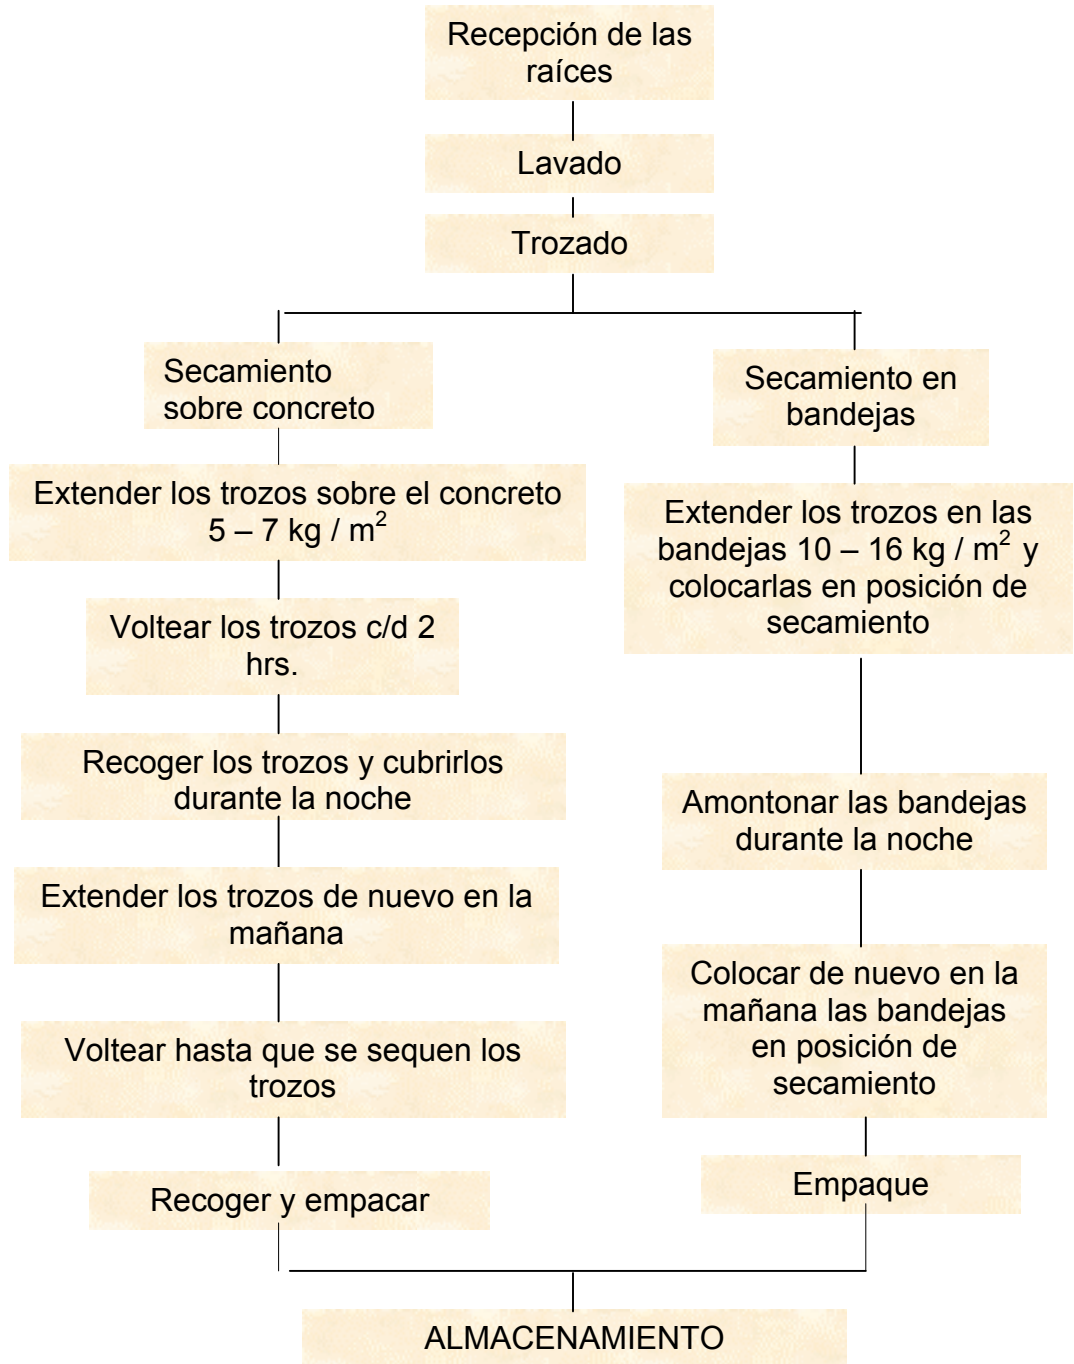 Recepción de las
raíces
Lavado
Trozado
Secamiento
sobre concreto
Extender los trozos sobre el concreto
5 – 7 kg / m²
Voltear los trozos c/d 2
hrs.
Recoger los trozos y cubrirlos
durante la noche
Extender los trozos de nuevo en la
mañana
Voltear hasta que se sequen los
trozos
Recoger y empacar
Secamiento en
bandejas
Extender los trozos en las
bandejas 10 – 16 kg / m² y
colocarlas en posición de
secamiento
Amontonar las bandejas
durante la noche
Colocar de nuevo en la
mañana las bandejas
en posición de
secamiento
Empaque
ALMACENAMIENTO